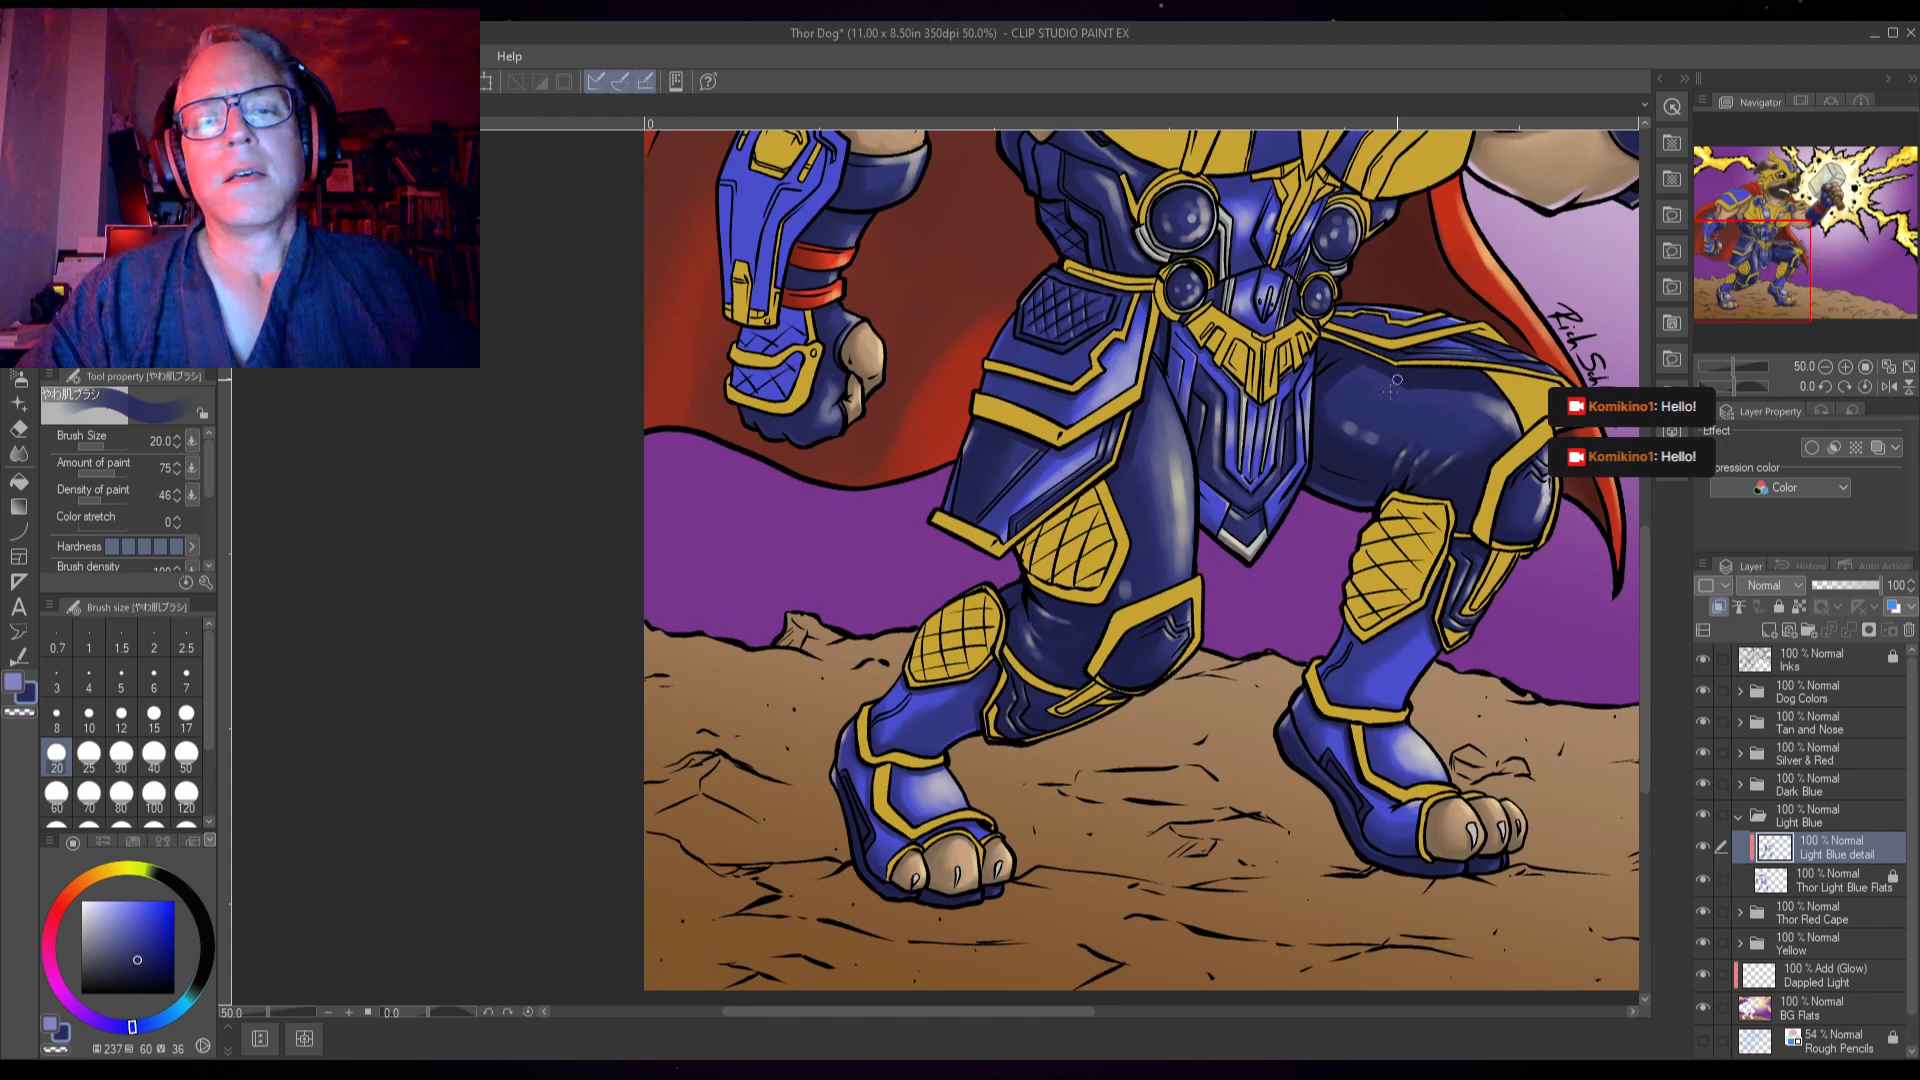 Thor Dog* (11.00 x 8.50in 350dpi 50.0%) - CLIP STUDIO PAINT EX
Help
0
Navigator
50.0
0.0
Rich
Komikino1: Hello!
Komikino1: Hello!
Layer Property
Effect
pression color
Color
Tool property [やわ肌ブラシ]
やわ肌ブラシ
Brush Size 20.0
Amount of paint 75
Density of paint 46
Color stretch 0
Hardness
Brush density 100
Brush size [やわ肌ブラシ]
0.7 1 1.5 2 2.5
3 4 5 6 7
8 10 12 15 17
20 25 30 40 50
60 70 80 100 120
237 60 36
50.0 0.0
Layer History Auto Action
Normal 100
100 % Normal
Inks
100 % Normal
Dog Colors
100 % Normal
Tan and Nose
100 % Normal
Silver & Red
100 % Normal
Dark Blue
100 % Normal
Light Blue
100 % Normal
Light Blue detail
100 % Normal
Thor Light Blue Flats
100 % Normal
Thor Red Cape
100 % Normal
Yellow
100 % Add (Glow)
Dappled Light
100 % Normal
BG Flats
54 % Normal
Rough Pencils